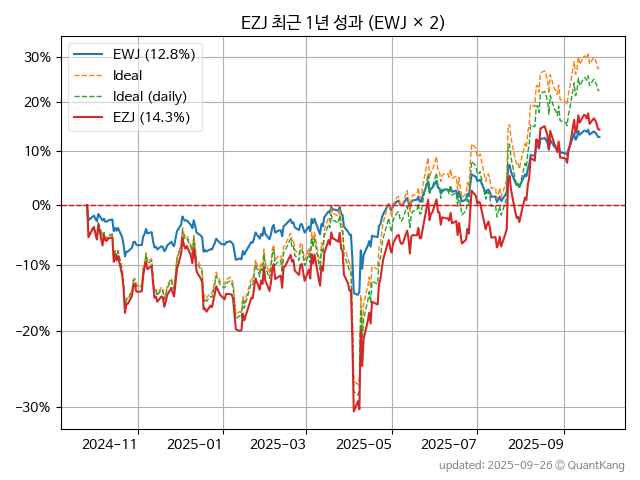 EZJ 최근 1년 성과 (EWJ × 2)
EWJ (12.8%)
Ideal
Ideal (daily)
EZJ (14.3%)
30%
20%
10%
0%
−10%
−20%
−30%
2024-11
2025-01
2025-03
2025-05
2025-07
2025-09
updated: 2025-09-26 © QuantKang